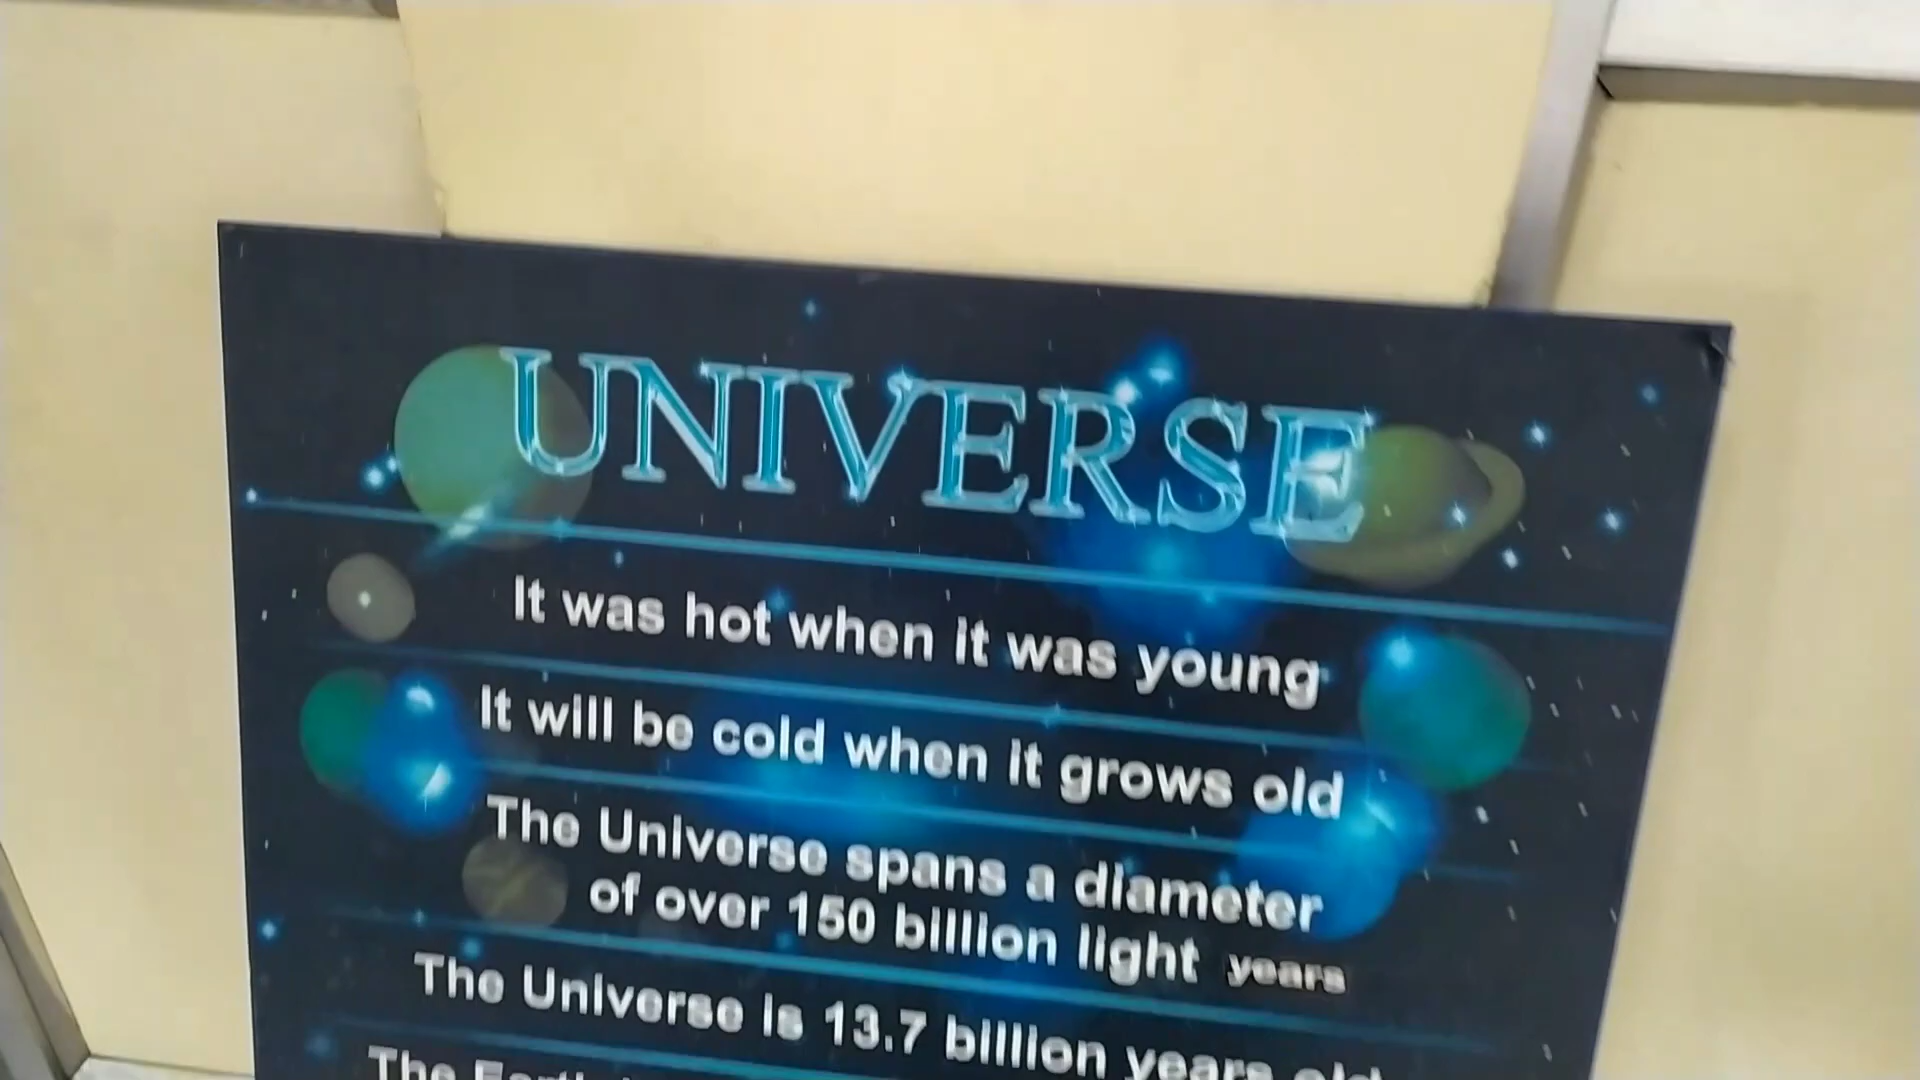 UNIVERSE
It was hot when it was young
It will be cold when it grows old
The Universe spans a diameter
of over 150 billion light years
The Universe is 13.7 billion years old
The